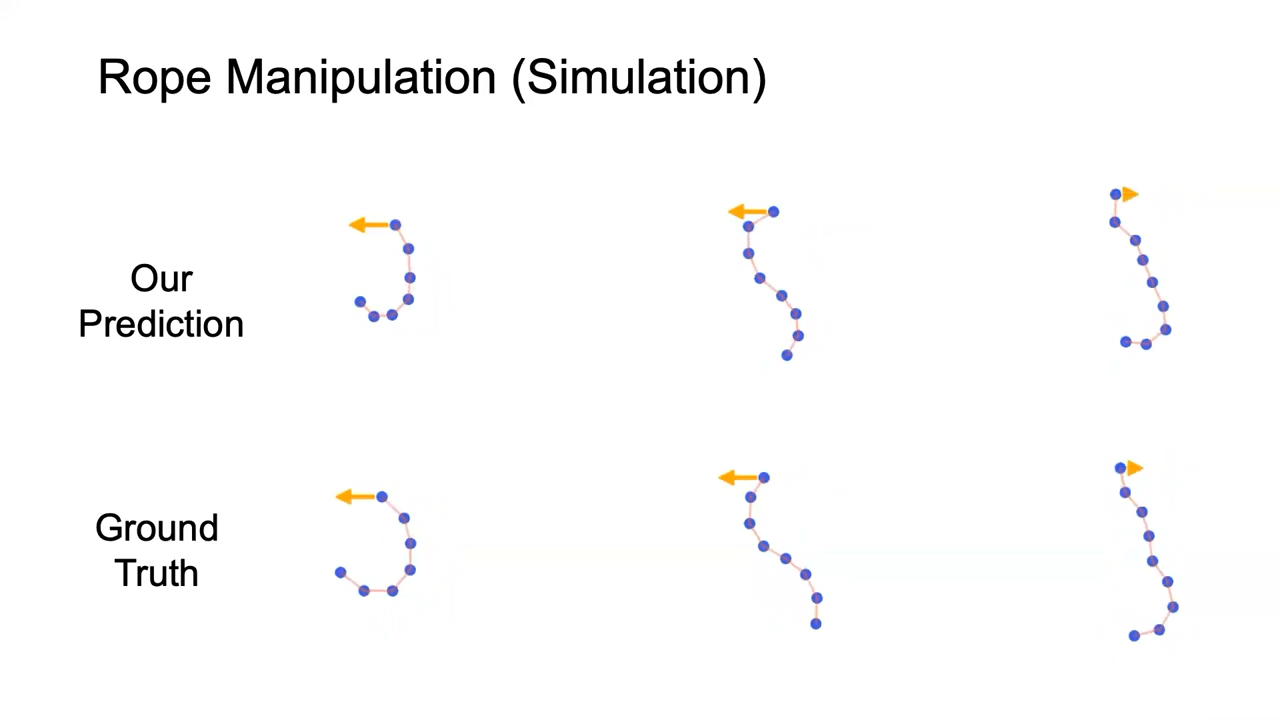 Rope Manipulation (Simulation)
Our
Prediction
Ground
Truth